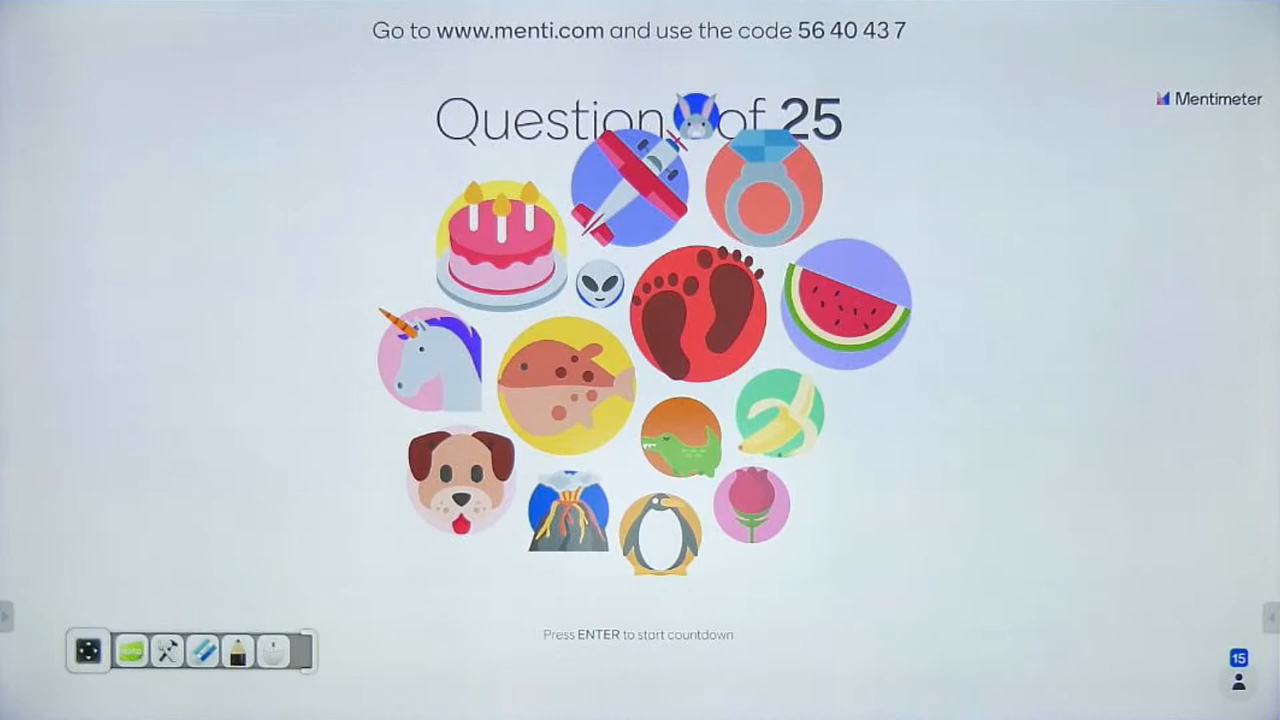 Go to www.menti.com and use the code 56 40 43 7
Mentimeter
Question of 25
Press ENTER to start countdown
15